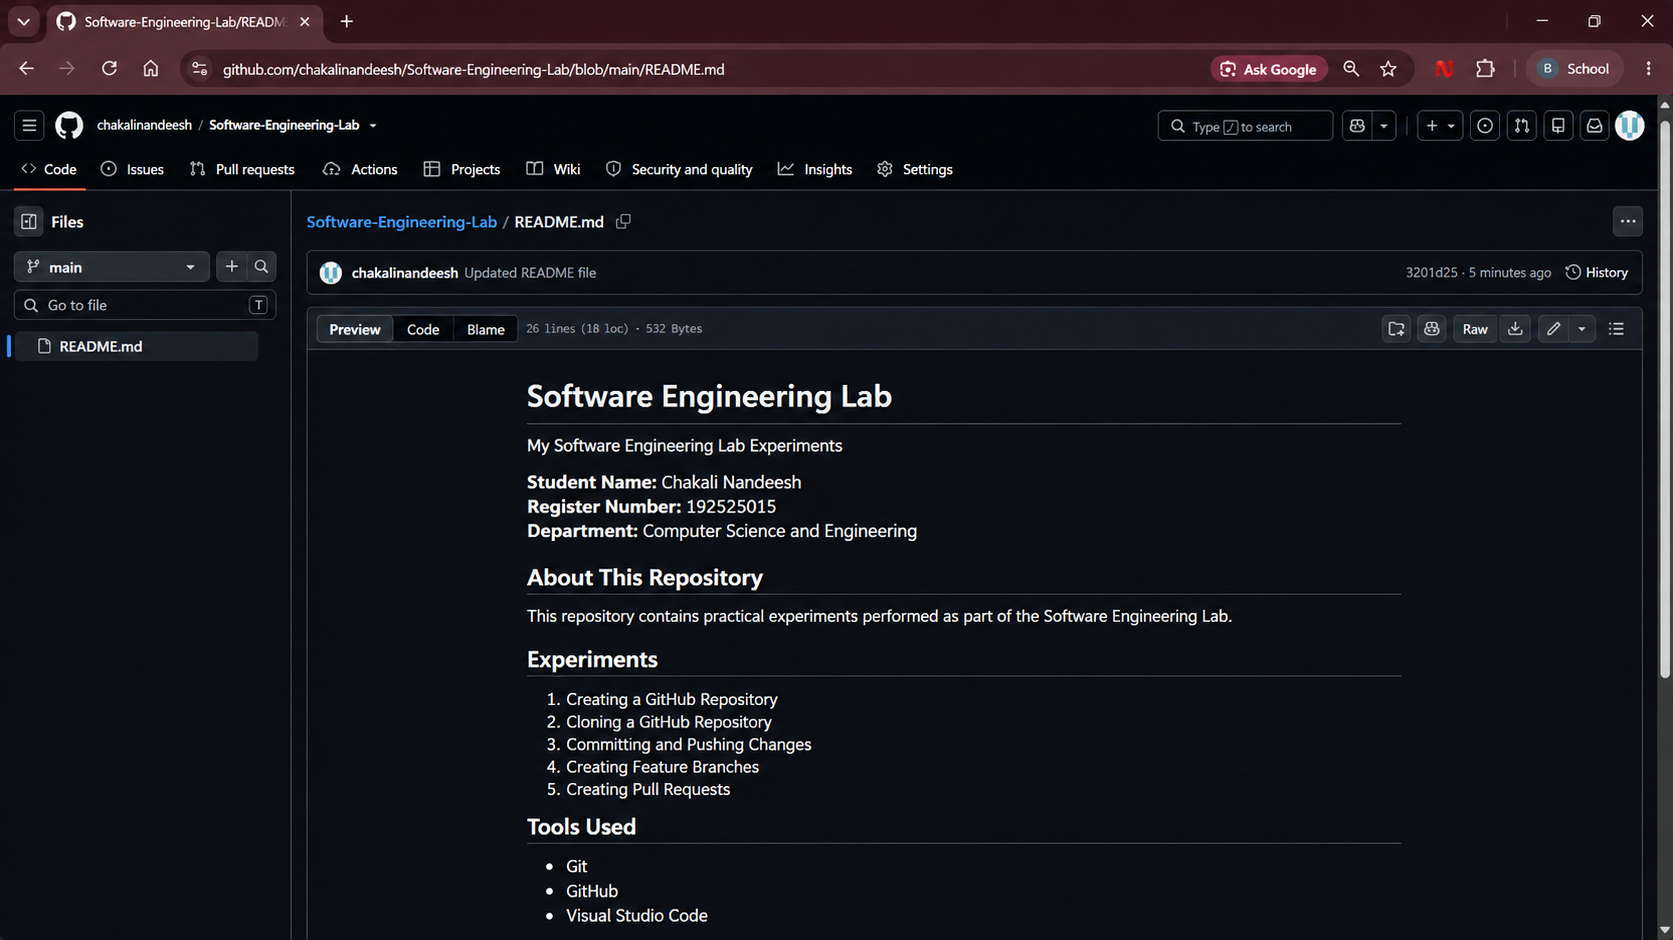 Software-Engineering-Lab/READM
github.com/chakalinandeesh/Software-Engineering-Lab/blob/main/README.md
Ask Google
B School
chakalinandeesh / Software-Engineering-Lab
Type / to search
Code
Issues
Pull requests
Actions
Projects
Wiki
Security and quality
Insights
Settings
Files
Software-Engineering-Lab / README.md
main
chakalinandeesh Updated README file
3201d25 · 5 minutes ago
History
Go to file
T
Preview
Code
Blame
26 lines (18 loc) · 532 Bytes
Raw
README.md
Software Engineering Lab
My Software Engineering Lab Experiments
Student Name: Chakali Nandeesh
Register Number: 192525015
Department: Computer Science and Engineering
About This Repository
This repository contains practical experiments performed as part of the Software Engineering Lab.
Experiments
1. Creating a GitHub Repository
2. Cloning a GitHub Repository
3. Committing and Pushing Changes
4. Creating Feature Branches
5. Creating Pull Requests
Tools Used
• Git
• GitHub
• Visual Studio Code